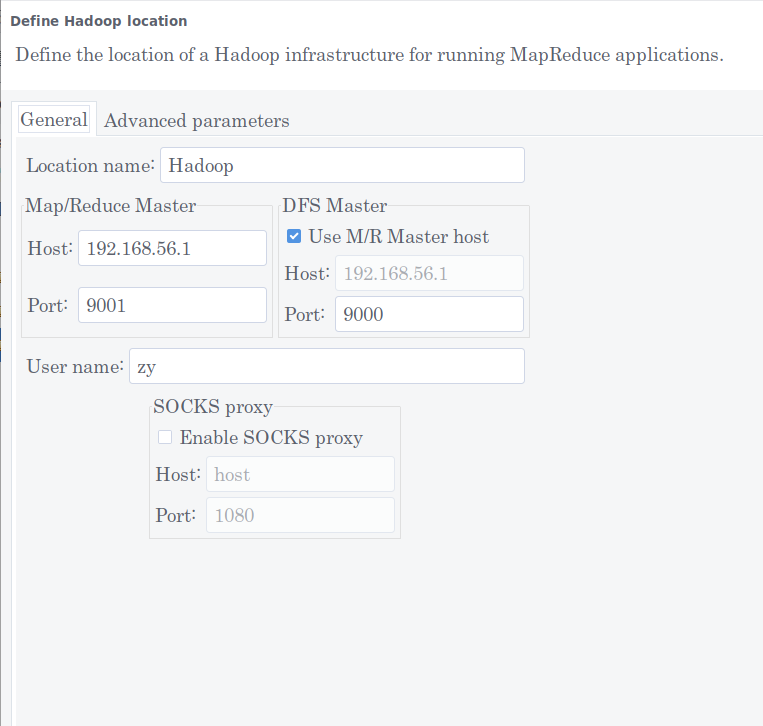 Define Hadoop location
Define the location of a Hadoop infrastructure for running MapReduce applications.
General Advanced parameters
Location name: Hadoop
Map/Reduce Master
Host: 192.168.56.1
Port: 9001
DFS Master
Use M/R Master host
Host: 192.168.56.1
Port: 9000
User name: zy
SOCKS proxy
Enable SOCKS proxy
Host: host
Port: 1080